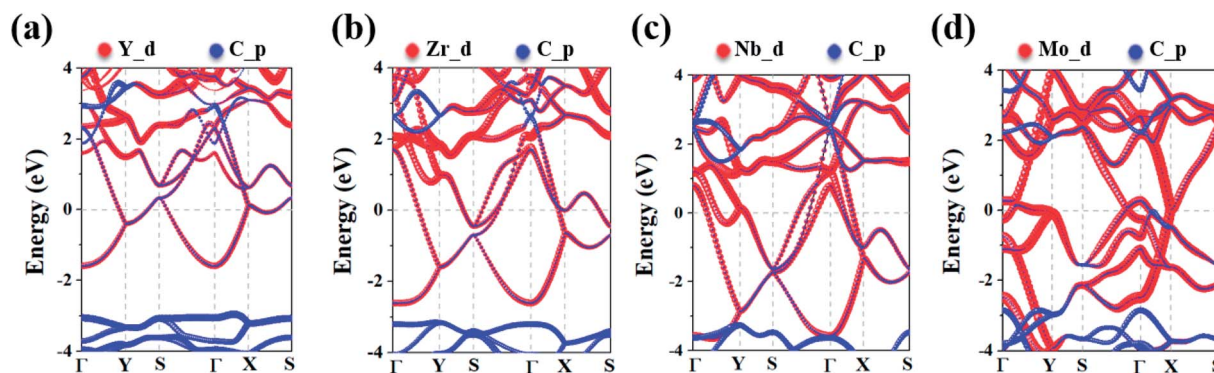 (a) (b) (c) (d)
Y_d C_p Zr_d C_p Nb_d C_p Mo_d C_p
Energy (eV)
4
2
0
-2
-4
Γ Y S Γ X S
Energy (eV)
4
2
0
-2
-4
Γ Y S Γ X S
Energy (eV)
4
2
0
-2
-4
Γ Y S Γ X S
Energy (eV)
4
2
0
-2
-4
Γ Y S Γ X S